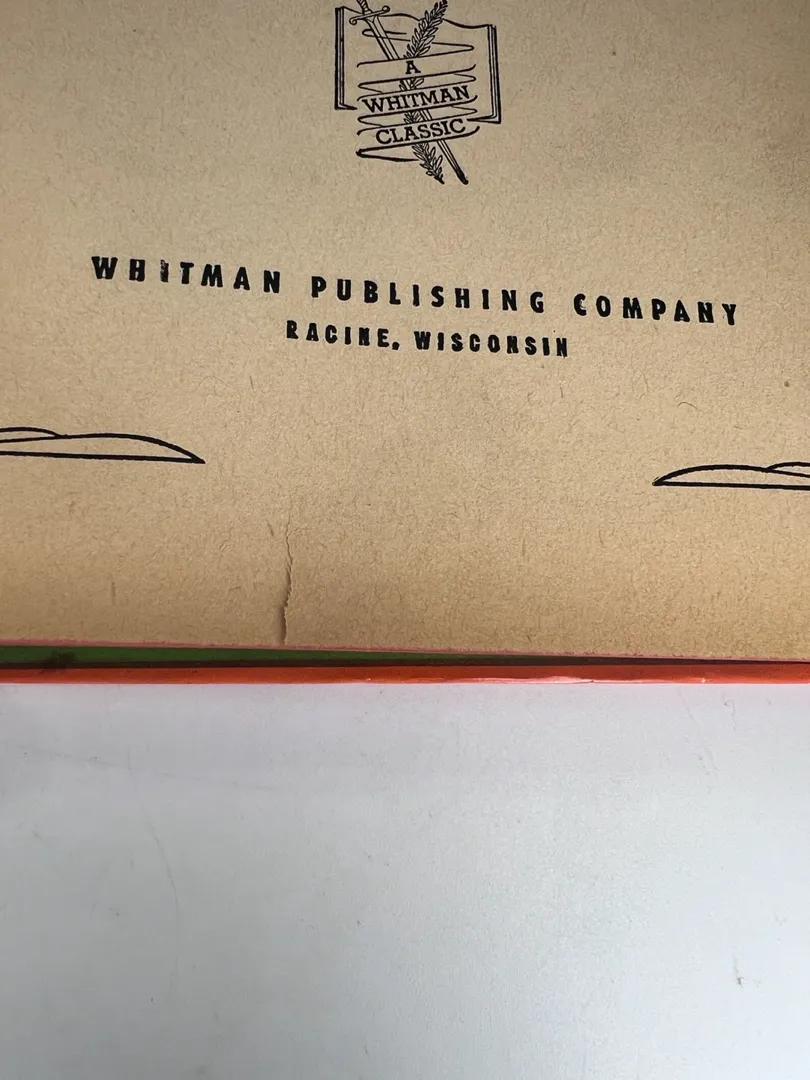 A
WHITMAN
CLASSIC
WHITMAN PUBLISHING COMPANY
RACINE, WISCONSIN